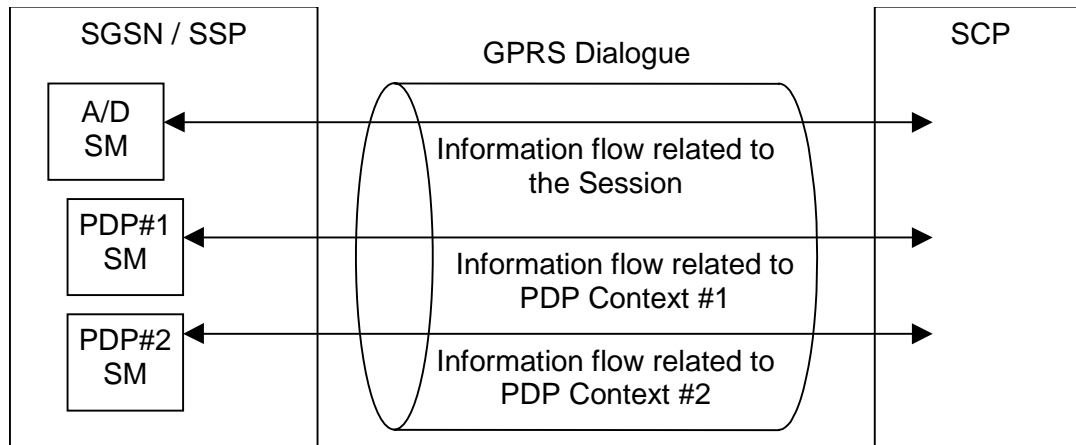 SGSN / SSP
SCP
GPRS Dialogue
A/D
SM
Information flow related to
the Session
PDP#1
SM
Information flow related to
PDP Context #1
PDP#2
SM
Information flow related to
PDP Context #2